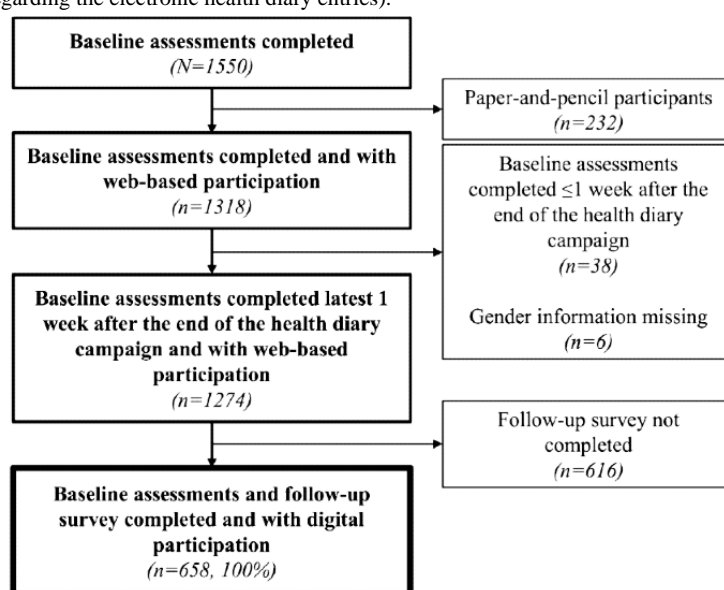 egarding the electronic health diary entries).
Baseline assessments completed
(N=1550)
Paper-and-pencil participants
(n=232)
Baseline assessments completed and with
web-based participation
(n=1318)
Baseline assessments
completed ≤1 week after the
end of the health diary
campaign
(n=38)
Gender information missing
(n=6)
Baseline assessments completed latest 1
week after the end of the health diary
campaign and with web-based
participation
(n=1274)
Follow-up survey not
completed
(n=616)
Baseline assessments and follow-up
survey completed and with digital
participation
(n=658, 100%)